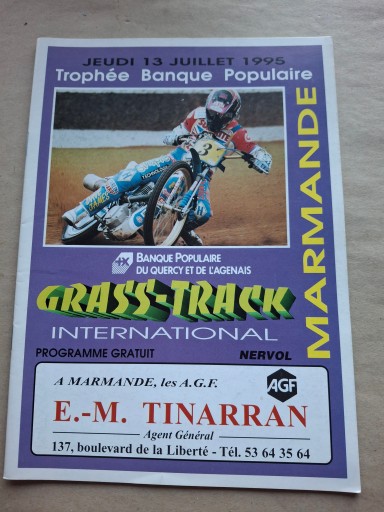 JEUDI 13 JUILLET 1995
Trophée Banque Populaire
MARMANDE
3
BANQUE POPULAIRE
DU QUERCY ET DE L'AGENAIS
GRASS-TRACK
INTERNATIONAL
PROGRAMME GRATUIT
NERVOL
A MARMANDE, les A.G.F.
AGF
E.-M. TINARRAN
Agent Général
137, boulevard de la Liberté - Tél. 53 64 35 64